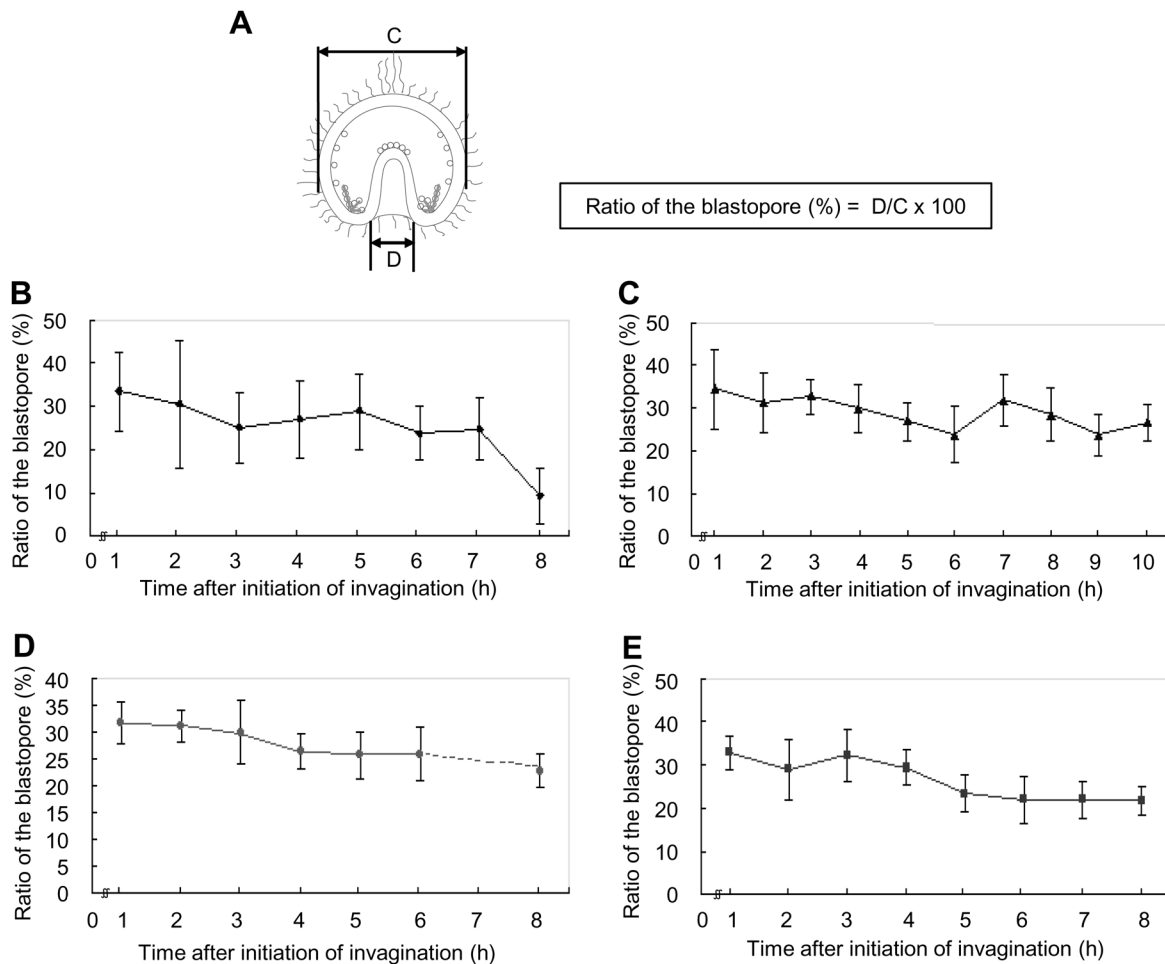 A
C
D
Ratio of the blastopore (%) = D/C x 100
B
Ratio of the blastopore (%)
50
40
30
20
10
0
0 1 2 3 4 5 6 7 8
Time after initiation of invagination (h)
C
Ratio of the blastopore (%)
50
40
30
20
10
0
0 1 2 3 4 5 6 7 8 9 10
Time after initiation of invagination (h)
D
Ratio of the blastopore (%)
40
35
30
25
20
15
10
5
0
0 1 2 3 4 5 6 7 8
Time after initiation of invagination (h)
E
Ratio of the blastopore (%)
50
40
30
20
10
0
0 1 2 3 4 5 6 7 8
Time after initiation of invagination (h)